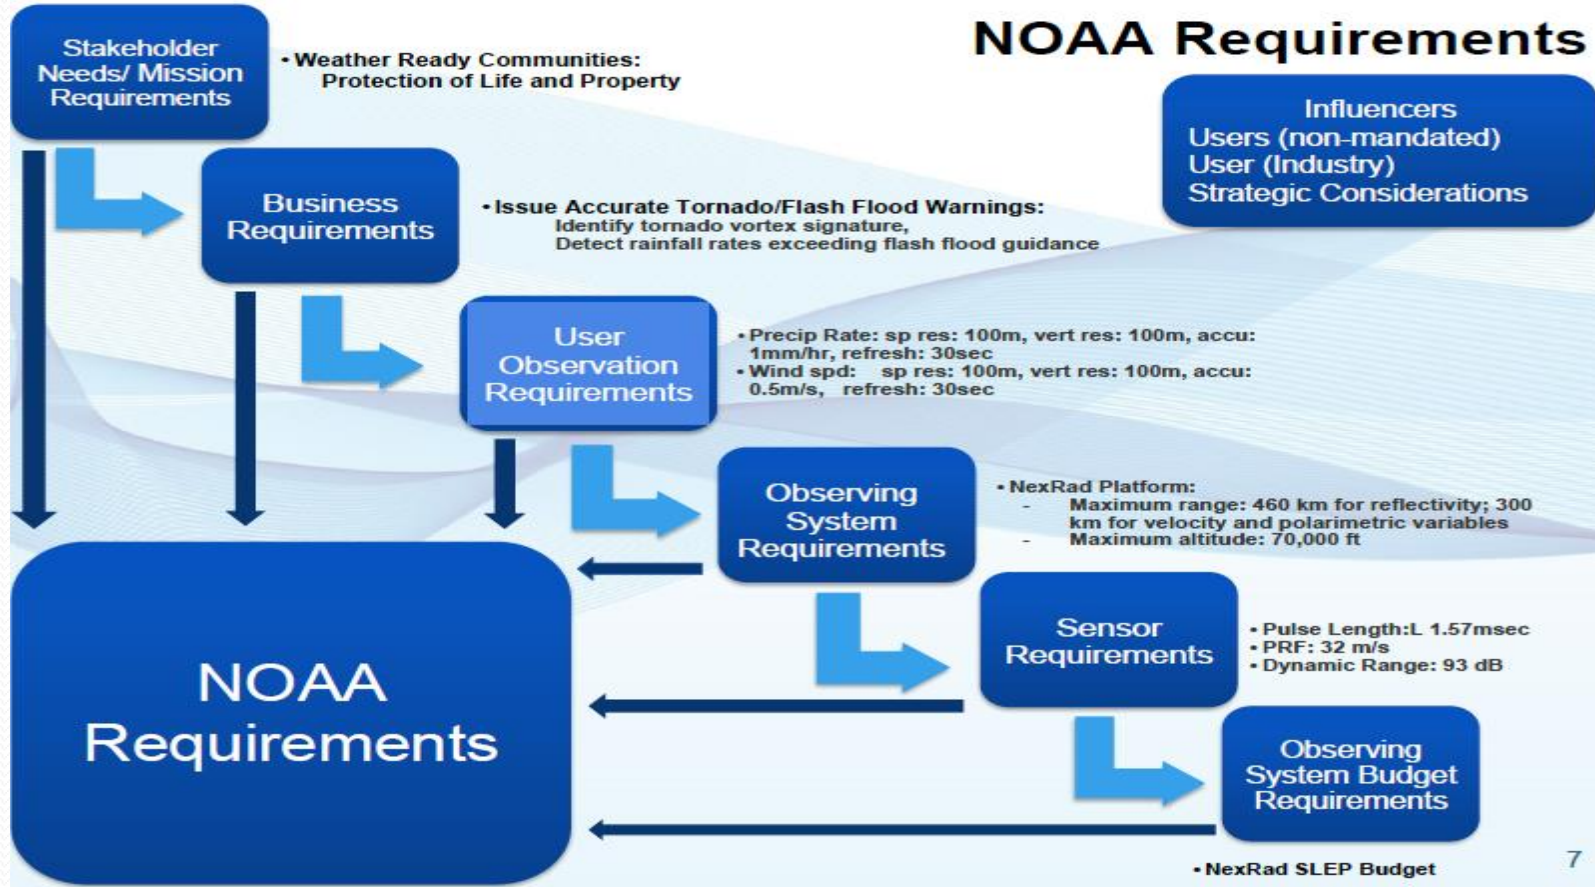 NOAA Requirements
Stakeholder
Needs/ Mission
Requirements
• Weather Ready Communities:
Protection of Life and Property
Influencers
Users (non-mandated)
User (Industry)
Strategic Considerations
Business
Requirements
• Issue Accurate Tornado/Flash Flood Warnings:
Identify tornado vortex signature,
Detect rainfall rates exceeding flash flood guidance
User
Observation
Requirements
• Precip Rate: sp res: 100m, vert res: 100m, accu:
1mm/hr, refresh: 30sec
• Wind spd: sp res: 100m, vert res: 100m, accu:
0.5m/s, refresh: 30sec
Observing
System
Requirements
• NexRad Platform:
- Maximum range: 460 km for reflectivity; 300
km for velocity and polarimetric variables
- Maximum altitude: 70,000 ft
Sensor
Requirements
• Pulse Length:L 1.57msec
• PRF: 32 m/s
• Dynamic Range: 93 dB
NOAA
Requirements
Observing
System Budget
Requirements
• NexRad SLEP Budget
7